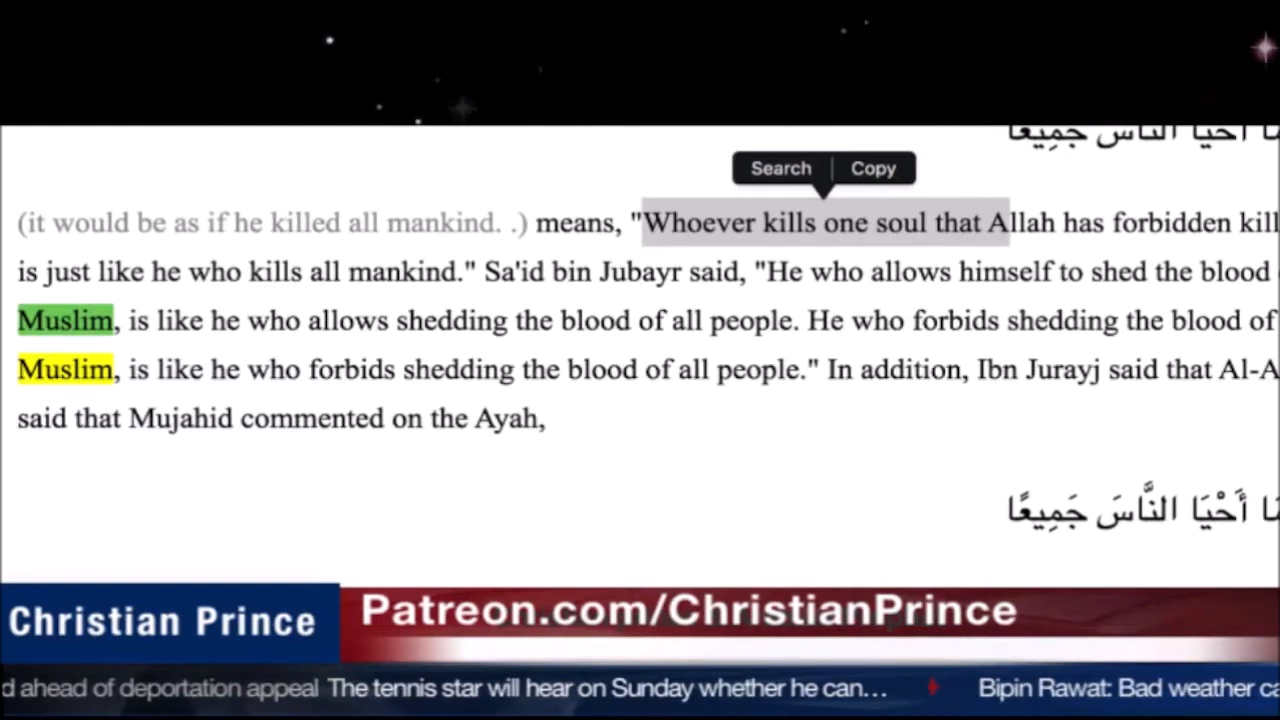 أَحْيَا النَّاسَ جَمِيعًا
Search | Copy
(it would be as if he killed all mankind. .) means, "Whoever kills one soul that Allah has forbidden kill
is just like he who kills all mankind." Sa'id bin Jubayr said, "He who allows himself to shed the blood
Muslim, is like he who allows shedding the blood of all people. He who forbids shedding the blood of
Muslim, is like he who forbids shedding the blood of all people." In addition, Ibn Jurayj said that Al-A
said that Mujahid commented on the Ayah,
أَحْيَا النَّاسَ جَمِيعًا
Christian Prince
Patreon.com/ChristianPrince
d ahead of deportation appeal The tennis star will hear on Sunday whether he can... Bipin Rawat: Bad weather ca